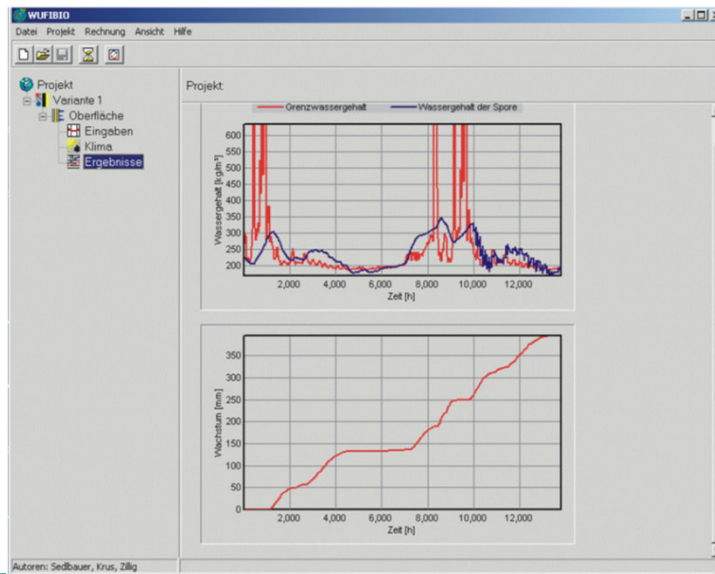 WUFIBIO
Datei Projekt Rechnung Ansicht Hilfe
Projekt
Variante 1
Oberfläche
Eingaben
Klima
Ergebnisse
Projekt:
Grenzwassergehalt Wassergehalt der Spore
Wassergehalt [kg/m³]
600
550
500
450
400
350
300
250
200
2,000 4,000 6,000 8,000 10,000 12,000
Zeit [h]
Wachstum [mm]
350
300
250
200
150
100
50
0
2,000 4,000 6,000 8,000 10,000 12,000
Zeit [h]
Autoren: Sedlbauer, Krus, Zillig